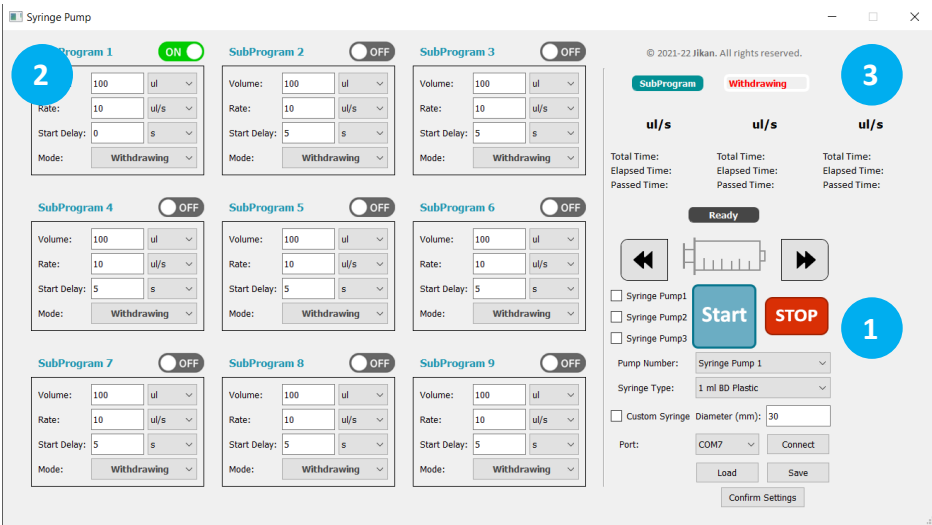 Syringe Pump
2
rogram 1 ON
100 ul
Rate: 10 ul/s
Start Delay: 0 s
Mode: Withdrawing
SubProgram 2 OFF
Volume: 100 ul
Rate: 10 ul/s
Start Delay: 5 s
Mode: Withdrawing
SubProgram 3 OFF
Volume: 100 ul
Rate: 10 ul/s
Start Delay: 5 s
Mode: Withdrawing
SubProgram 4 OFF
Volume: 100 ul
Rate: 10 ul/s
Start Delay: 5 s
Mode: Withdrawing
SubProgram 5 OFF
Volume: 100 ul
Rate: 10 ul/s
Start Delay: 5 s
Mode: Withdrawing
SubProgram 6 OFF
Volume: 100 ul
Rate: 10 ul/s
Start Delay: 5 s
Mode: Withdrawing
SubProgram 7 OFF
Volume: 100 ul
Rate: 10 ul/s
Start Delay: 5 s
Mode: Withdrawing
SubProgram 8 OFF
Volume: 100 ul
Rate: 10 ul/s
Start Delay: 5 s
Mode: Withdrawing
SubProgram 9 OFF
Volume: 100 ul
Rate: 10 ul/s
Start Delay: 5 s
Mode: Withdrawing
© 2021-22 Jikan. All rights reserved.
3
SubProgram Withdrawing
ul/s ul/s ul/s
Total Time: Total Time: Total Time:
Elapsed Time: Elapsed Time: Elapsed Time:
Passed Time: Passed Time: Passed Time:
Ready
Syringe Pump1
Syringe Pump2
Syringe Pump3
Start STOP
1
Pump Number: Syringe Pump 1
Syringe Type: 1 ml BD Plastic
Custom Syringe Diameter (mm): 30
Port: COM7 Connect
Load Save
Confirm Settings